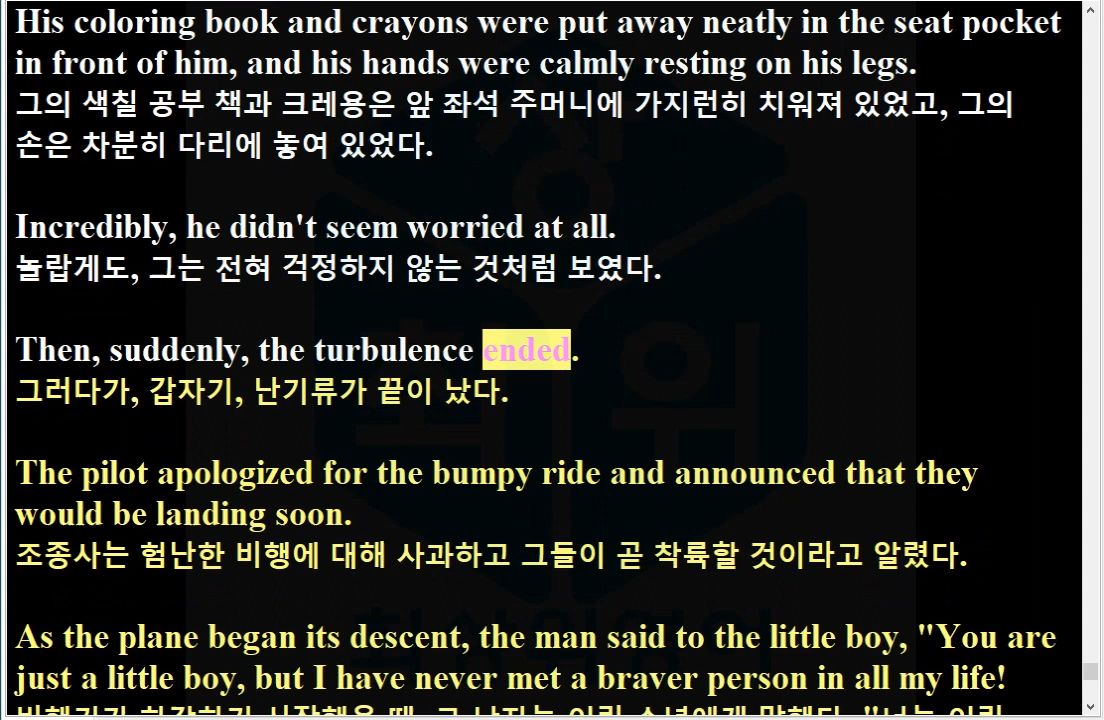 His coloring book and crayons were put away neatly in the seat pocket
in front of him, and his hands were calmly resting on his legs.
그의 색칠 공부 책과 크레용은 앞 좌석 주머니에 가지런히 치워져 있었고, 그의
손은 차분히 다리에 놓여 있었다.
Incredibly, he didn't seem worried at all.
놀랍게도, 그는 전혀 걱정하지 않는 것처럼 보였다.
Then, suddenly, the turbulence ended.
그러다가, 갑자기, 난기류가 끝이 났다.
The pilot apologized for the bumpy ride and announced that they
would be landing soon.
조종사는 험난한 비행에 대해 사과하고 그들이 곧 착륙할 것이라고 알렸다.
As the plane began its descent, the man said to the little boy, "You are
just a little boy, but I have never met a braver person in all my life!